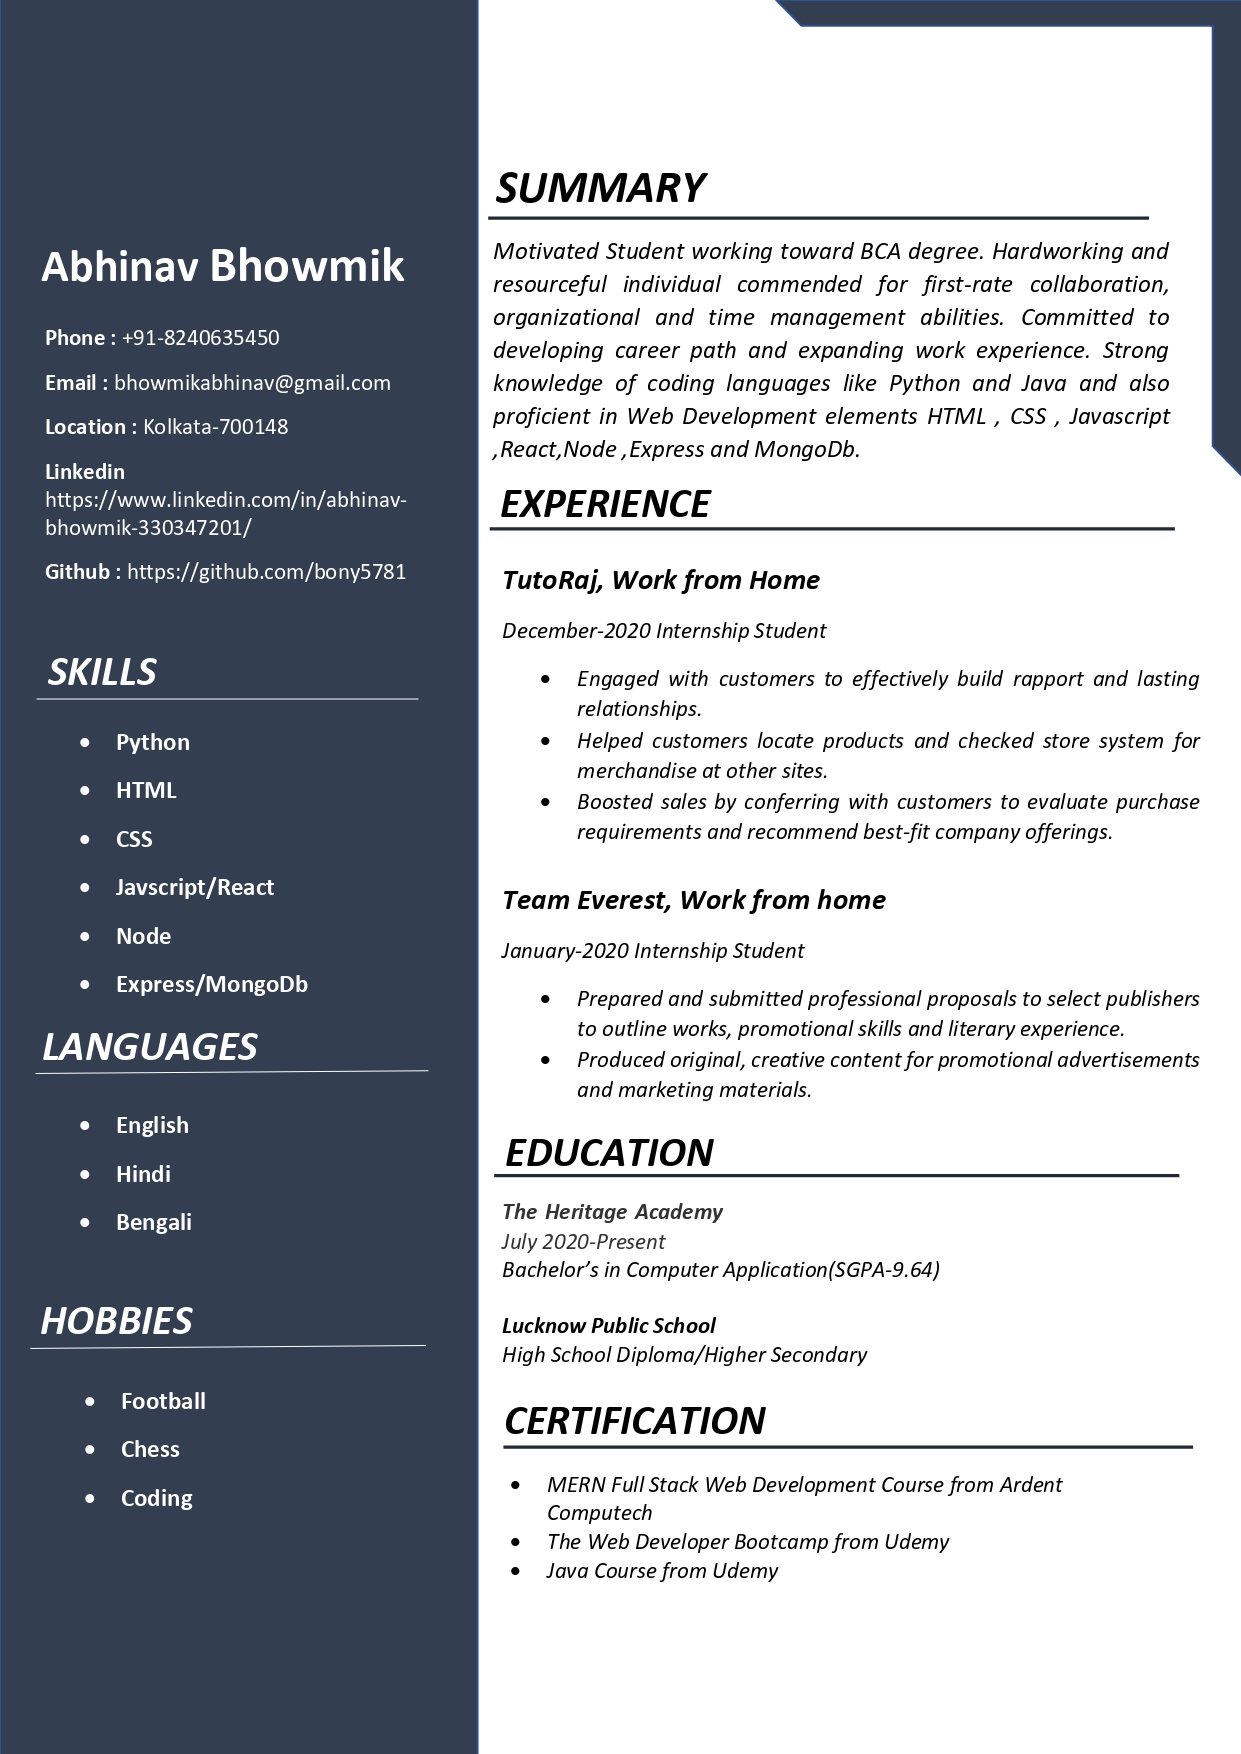 Abhinav Bhowmik
Phone : +91-8240635450
Email : bhowmikabhinav@gmail.com
Location : Kolkata-700148
Linkedin
https://www.linkedin.com/in/abhinav-
bhowmik-330347201/
Github : https://github.com/bony5781
SKILLS
• Python
• HTML
• CSS
• Javscript/React
• Node
• Express/MongoDb
LANGUAGES
• English
• Hindi
• Bengali
HOBBIES
• Football
• Chess
• Coding
SUMMARY
Motivated Student working toward BCA degree. Hardworking and
resourceful individual commended for first-rate collaboration,
organizational and time management abilities. Committed to
developing career path and expanding work experience. Strong
knowledge of coding languages like Python and Java and also
proficient in Web Development elements HTML , CSS , Javascript
,React,Node ,Express and MongoDb.
EXPERIENCE
TutoRaj, Work from Home
December-2020 Internship Student
• Engaged with customers to effectively build rapport and lasting
relationships.
• Helped customers locate products and checked store system for
merchandise at other sites.
• Boosted sales by conferring with customers to evaluate purchase
requirements and recommend best-fit company offerings.
Team Everest, Work from home
January-2020 Internship Student
• Prepared and submitted professional proposals to select publishers
to outline works, promotional skills and literary experience.
• Produced original, creative content for promotional advertisements
and marketing materials.
EDUCATION
The Heritage Academy
July 2020-Present
Bachelor’s in Computer Application(SGPA-9.64)
Lucknow Public School
High School Diploma/Higher Secondary
CERTIFICATION
• MERN Full Stack Web Development Course from Ardent
Computech
• The Web Developer Bootcamp from Udemy
• Java Course from Udemy